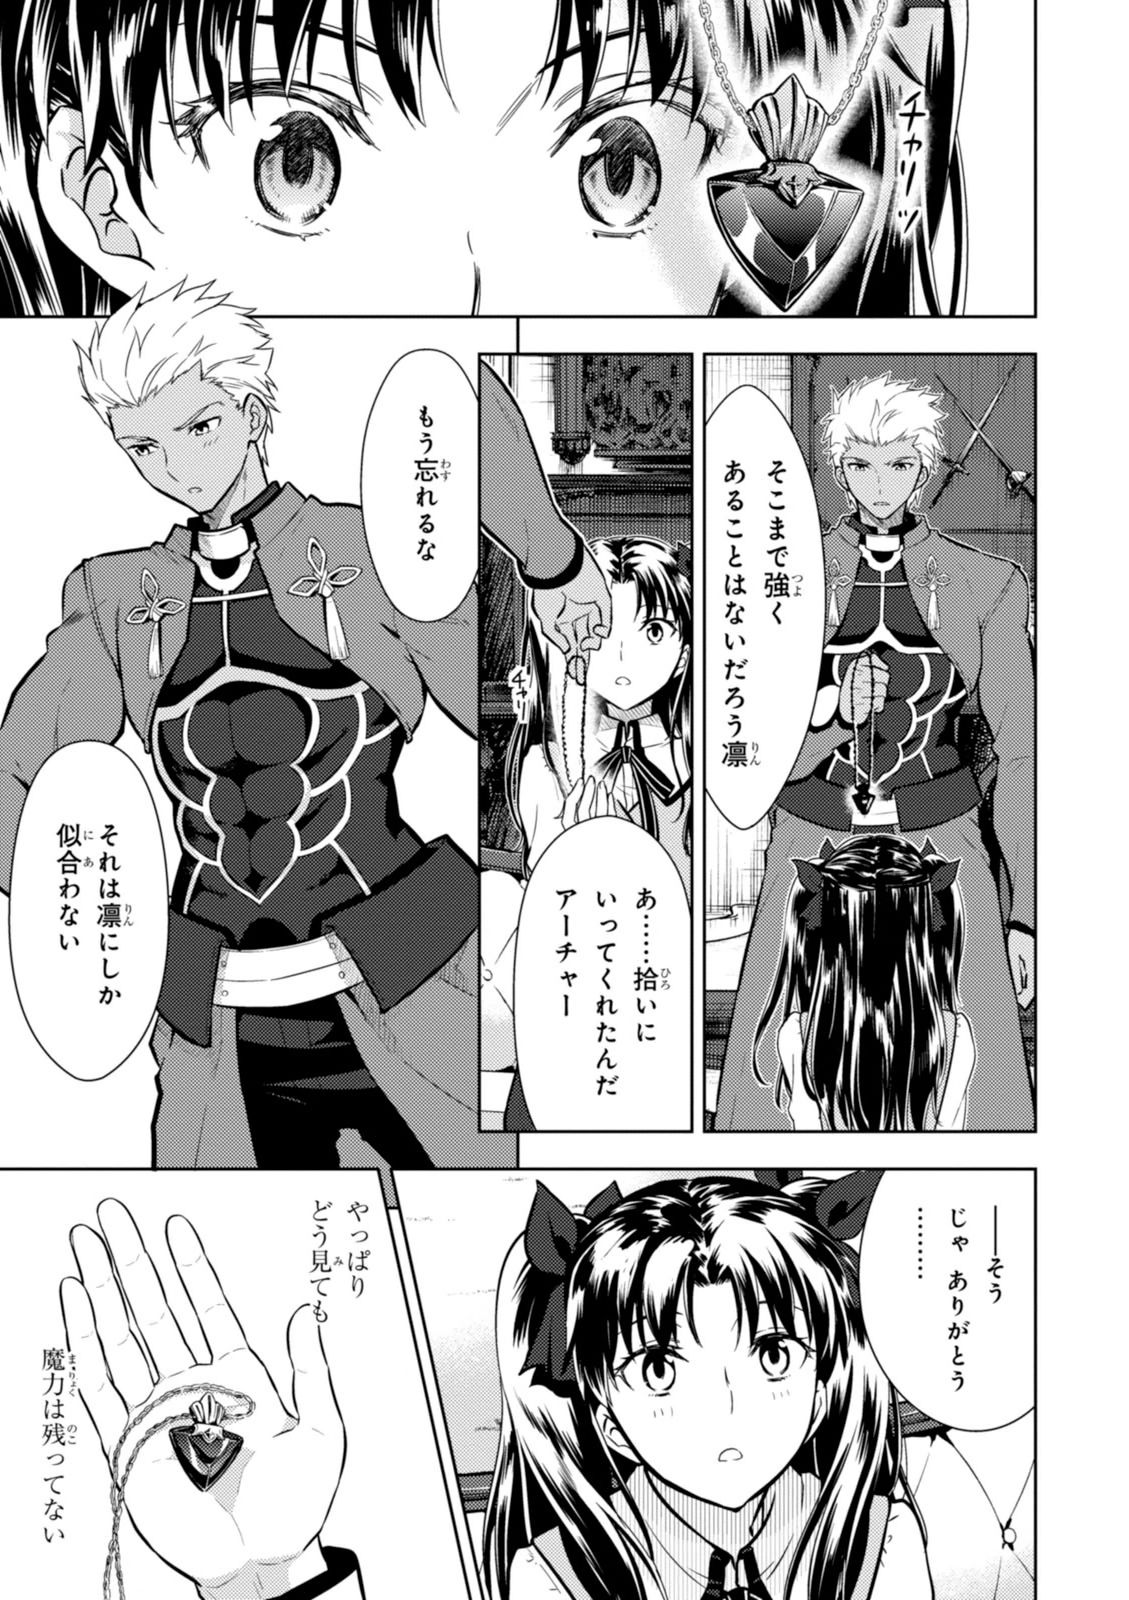 チャリッ
そこまで強く
あることはないだろう凛
チャリ
あ……拾いに
いってくれたんだ
アーチャー
もう忘れるな
それは凛にしか
似合わない
――そう
じゃ ありがとう
………
やっぱり
どう見ても
魔力は残ってない